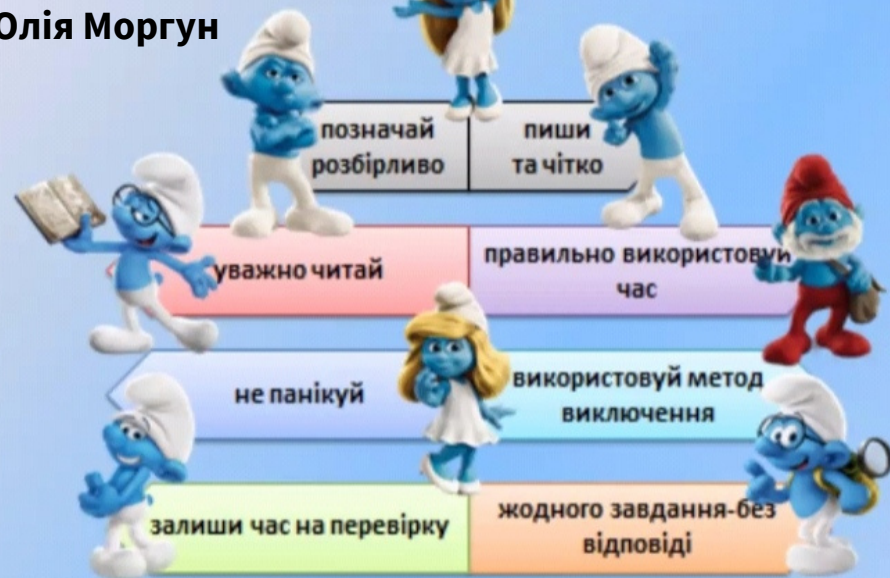 Олія Моргун
позначай
розбірливо
пиши
та чітко
уважно читай
правильно використовуй
час
не панікуй
використовуй метод
виключення
залиши час на перевірку
жодного завдання-без
відповіді